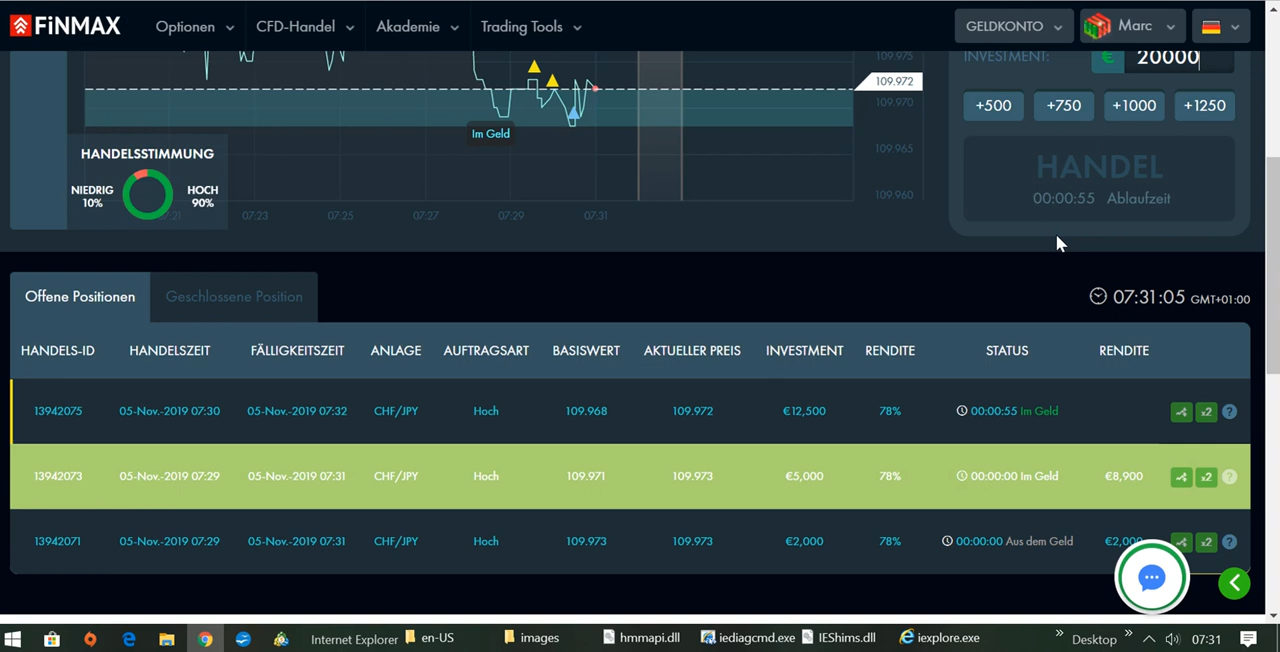 FiNMAX Optionen CFD-Handel Akademie Trading Tools GELDKONTO Marc
109.975 INVESTMENT: € 20000
109.972
109.970
+500 +750 +1000 +1250
Im Geld
109.965
HANDELSSTIMMUNG
HANDEL
NIEDRIG 10% HOCH 90%
109.960
00:00:55 Ablaufzeit
:21 07:23 07:25 07:27 07:29 07:31
Offene Positionen Geschlossene Position 07:31:05 GMT+01:00
HANDELS-ID HANDELSZEIT FÄLLIGKEITSZEIT ANLAGE AUFTRAGSART BASISWERT AKTUELLER PREIS INVESTMENT RENDITE STATUS RENDITE
13942075 05-Nov.-2019 07:30 05-Nov.-2019 07:32 CHF/JPY Hoch 109.968 109.972 €12,500 78% 00:00:55 Im Geld x2 ?
13942073 05-Nov.-2019 07:29 05-Nov.-2019 07:31 CHF/JPY Hoch 109.971 109.973 €5,000 78% 00:00:00 Im Geld €8,900 x2 ?
13942071 05-Nov.-2019 07:29 05-Nov.-2019 07:31 CHF/JPY Hoch 109.973 109.973 €2,000 78% 00:00:00 Aus dem Geld €2,000 x2 ?
Internet Explorer en-US images hmmapi.dll iediagcmd.exe IEShims.dll iexplore.exe » Desktop » 07:31